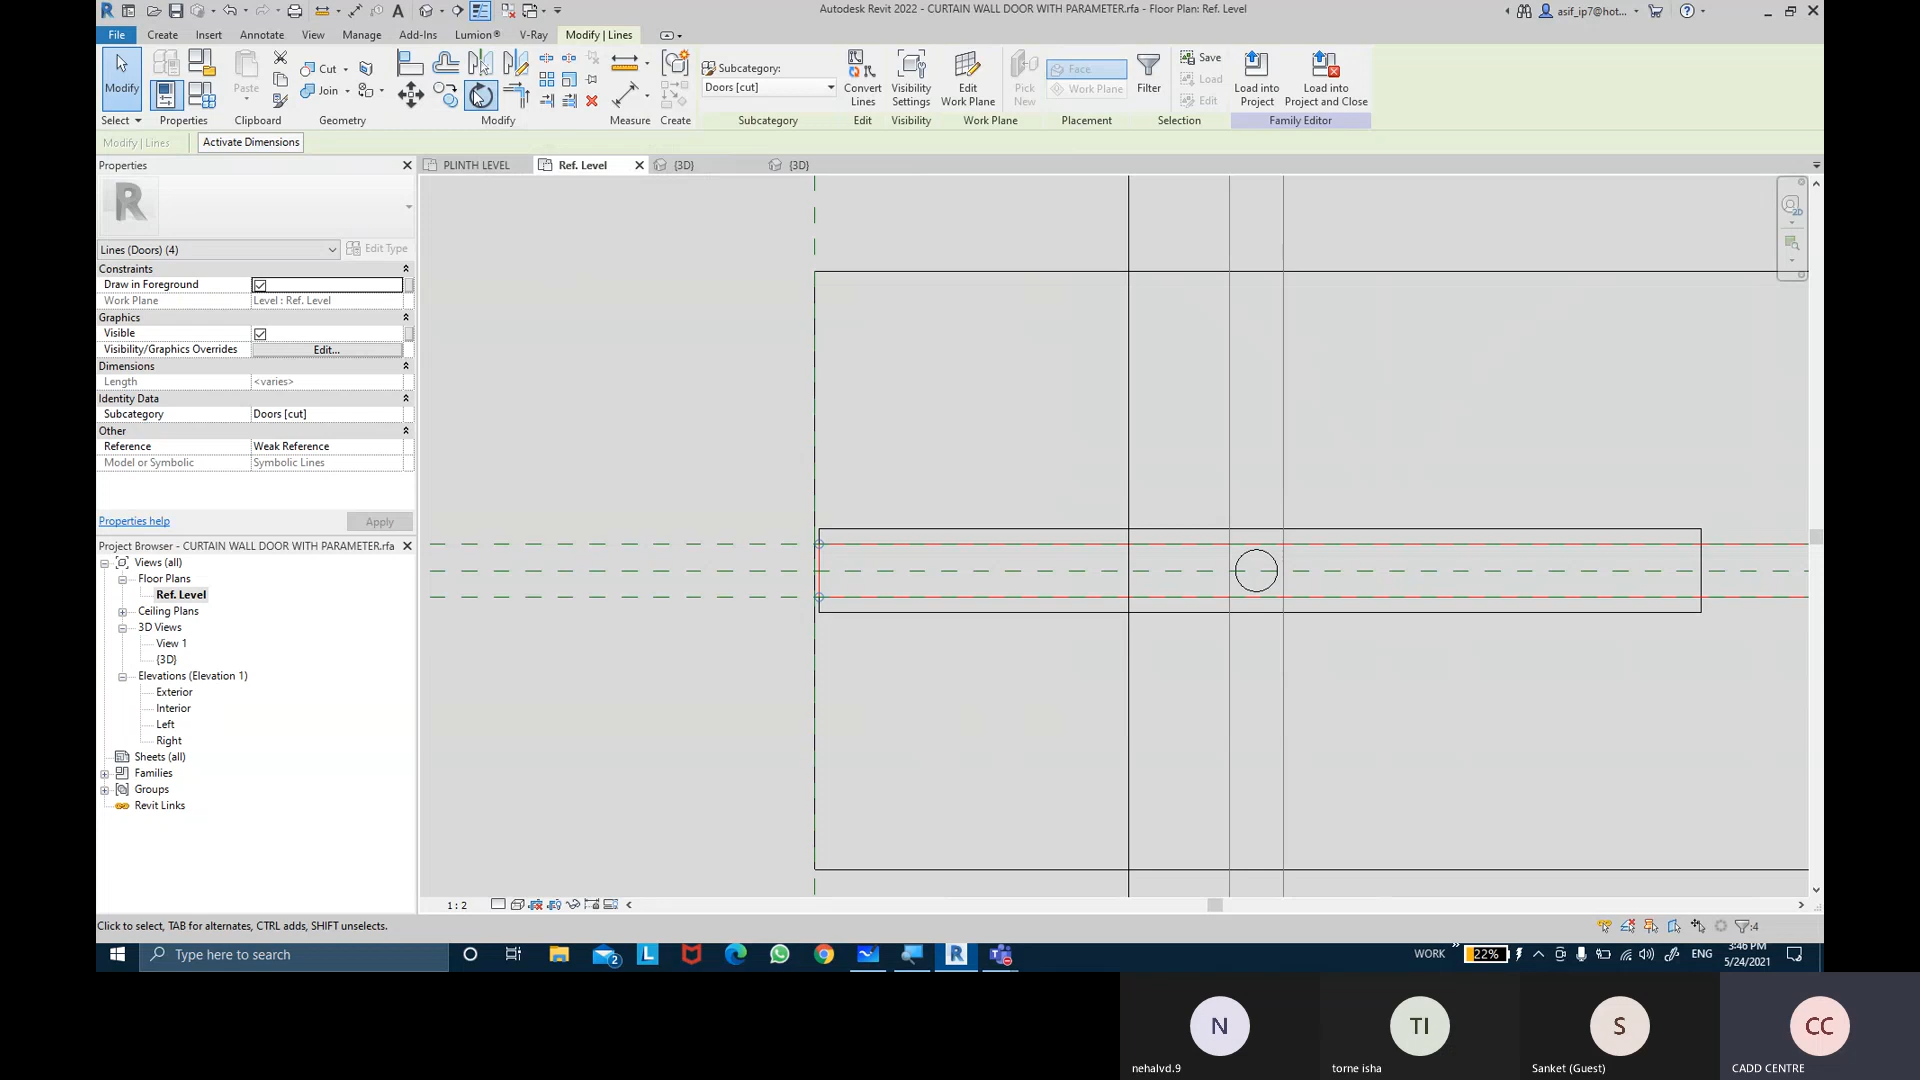 Autodesk Revit 2022 - CURTAIN WALL DOOR WITH PARAMETER.rfa - Floor Plan: Ref. Level
asif_ip7@hot...
File Create Insert Annotate View Manage Add-Ins Lumion® V-Ray Modify | Lines
Modify
Paste
Cut
Join
Subcategory:
Doors [cut]
Convert Lines
Visibility Settings
Edit Work Plane
Pick New
Face
Work Plane
Filter
Save
Load
Edit
Load into Project
Load into Project and Close
Select Properties Clipboard Geometry Modify Measure Create Subcategory Edit Visibility Work Plane Placement Selection Family Editor
Modify | Lines Activate Dimensions
Properties
PLINTH LEVEL Ref. Level {3D} {3D}
R
2D
Lines (Doors) (4) Edit Type
Constraints
Draw in Foreground
Work Plane Level : Ref. Level
Graphics
Visible
Visibility/Graphics Overrides Edit...
Dimensions
Length <varies>
Identity Data
Subcategory Doors [cut]
Other
Reference Weak Reference
Model or Symbolic Symbolic Lines
Properties help Apply
Project Browser - CURTAIN WALL DOOR WITH PARAMETER.rfa
Views (all)
Floor Plans
Ref. Level
Ceiling Plans
3D Views
View 1
{3D}
Elevations (Elevation 1)
Exterior
Interior
Left
Right
Sheets (all)
Families
Groups
Revit Links
1 : 2
Click to select, TAB for alternates, CTRL adds, SHIFT unselects.
:4
Type here to search
2
WORK
22%
ENG
3:46 PM
5/24/2021
N TI S CC
nehalvd.9 torne isha Sanket (Guest) CADD CENTRE